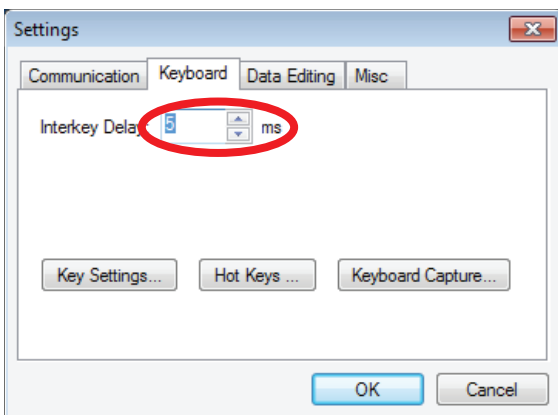 Settings
Communication Keyboard Data Editing Misc
Interkey Delay 5 ms
Key Settings... Hot Keys ... Keyboard Capture...
OK Cancel